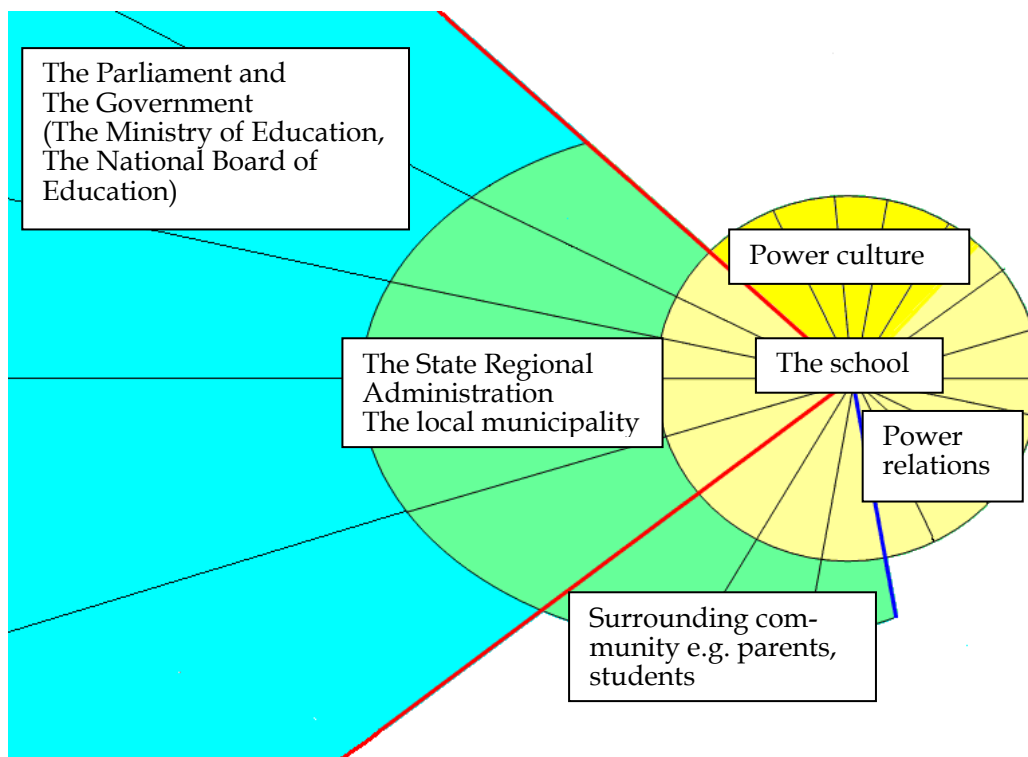 The Parliament and
The Government
(The Ministry of Education,
The National Board of
Education)
Power culture
The school
The State Regional
Administration
The local municipality
Power
relations
Surrounding com-
munity e.g. parents,
students